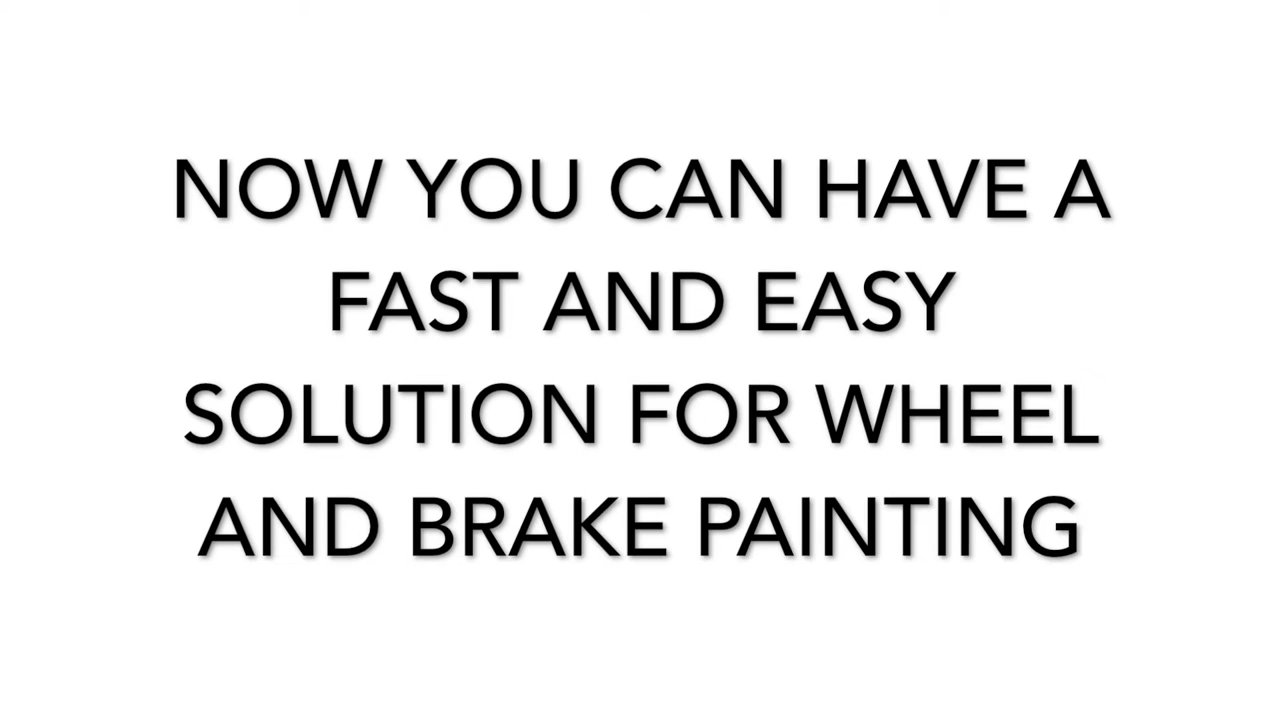 NOW YOU CAN HAVE A
FAST AND EASY
SOLUTION FOR WHEEL
AND BRAKE PAINTING